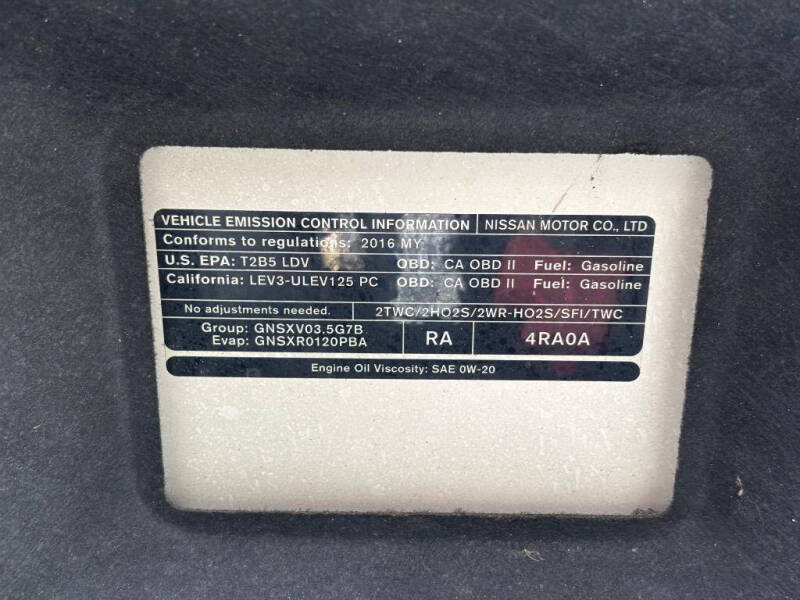 VEHICLE EMISSION CONTROL INFORMATION NISSAN MOTOR CO., LTD
Conforms to regulations: 2016 MY
U.S. EPA: T2B5 LDV OBD: CA OBD II Fuel: Gasoline
California: LEV3-ULEV125 PC OBD: CA OBD II Fuel: Gasoline
No adjustments needed. 2TWC/2HO2S/2WR-HO2S/SFI/TWC
Group: GNSXV03.5G7B
Evap: GNSXR0120PBA
RA 4RA0A
Engine Oil Viscosity: SAE 0W-20